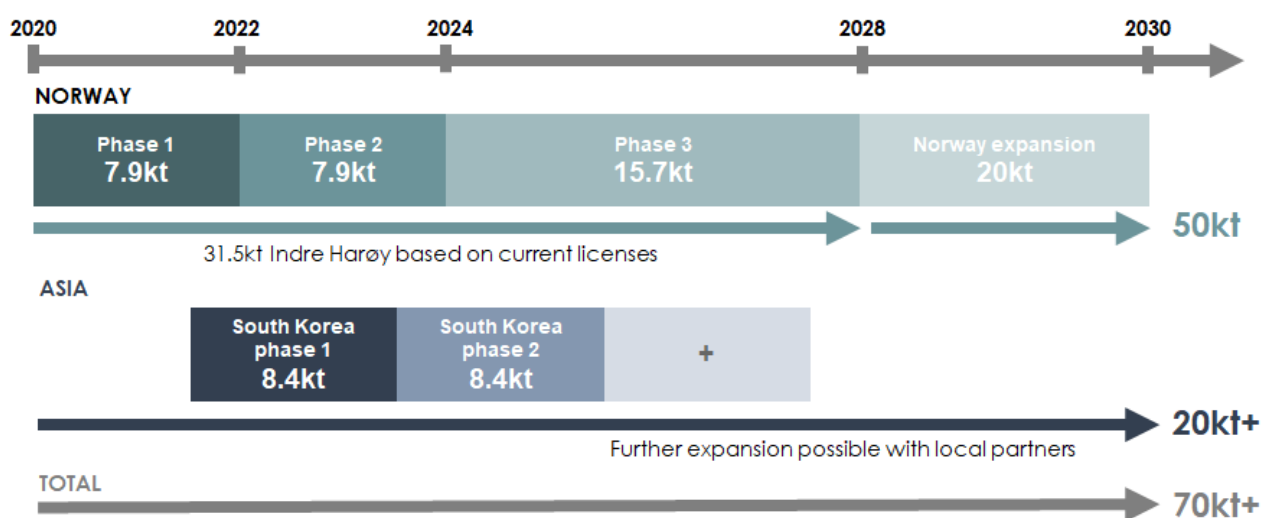 2020 2022 2024 2028 2030
NORWAY
Phase 1 Phase 2 Phase 3 Norway expansion
7.9kt 7.9kt 15.7kt 20kt
50kt
31.5kt Indre Harøy based on current licenses
ASIA
South Korea South Korea
phase 1 phase 2 +
8.4kt 8.4kt
20kt+
Further expansion possible with local partners
TOTAL
70kt+